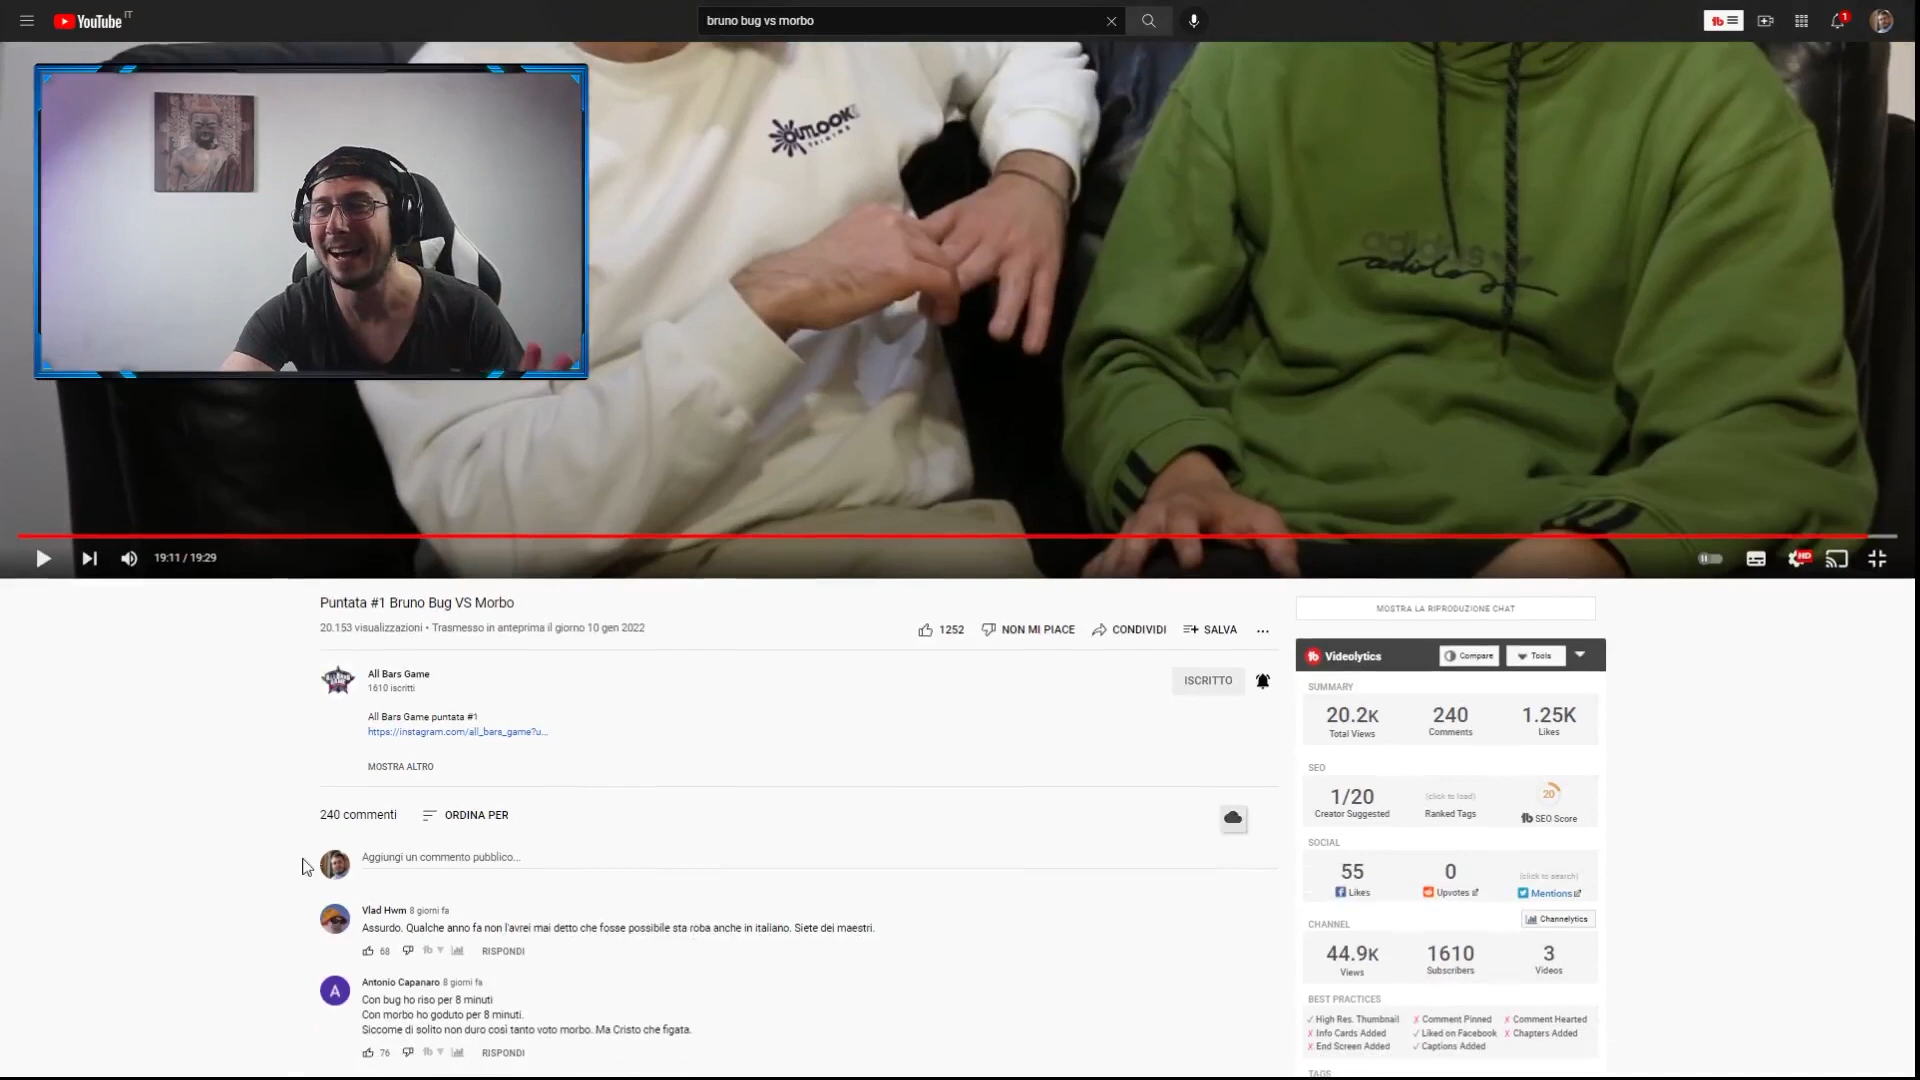 YouTube IT
bruno bug vs morbo
1
OUTLOOK
adidas
19:11 / 19:29
HD
Puntata #1 Bruno Bug VS Morbo
20.153 visualizzazioni • Trasmesso in anteprima il giorno 10 gen 2022
1252 NON MI PIACE CONDIVIDI SALVA ...
All Bars Game
1610 iscritti
ISCRITTO
All Bars Game puntata #1
https://instagram.com/all_bars_game?u...
MOSTRA ALTRO
240 commenti ORDINA PER
Aggiungi un commento pubblico...
Vlad Hwm 8 giorni fa
Assurdo. Qualche anno fa non l'avrei mai detto che fosse possibile sta roba anche in italiano. Siete dei maestri.
68 RISPONDI
A
Antonio Capanaro 8 giorni fa
Con bug ho riso per 8 minuti
Con morbo ho goduto per 8 minuti.
Siccome di solito non duro così tanto voto morbo. Ma Cristo che figata.
76 RISPONDI
MOSTRA LA RIPRODUZIONE CHAT
Videolytics Compare Tools
SUMMARY
20.2K 240 1.25K
Total Views Comments Likes
SEO
1/20 (click to load) 20
Creator Suggested Ranked Tags SEO Score
SOCIAL
55 0 (click to search)
Likes Upvotes Mentions
CHANNEL Channelytics
44.9K 1610 3
Views Subscribers Videos
BEST PRACTICES
✓ High Res. Thumbnail ✗ Comment Pinned ✗ Comment Hearted
✗ Info Cards Added ✓ Liked on Facebook ✗ Chapters Added
✗ End Screen Added ✓ Captions Added
TAGS